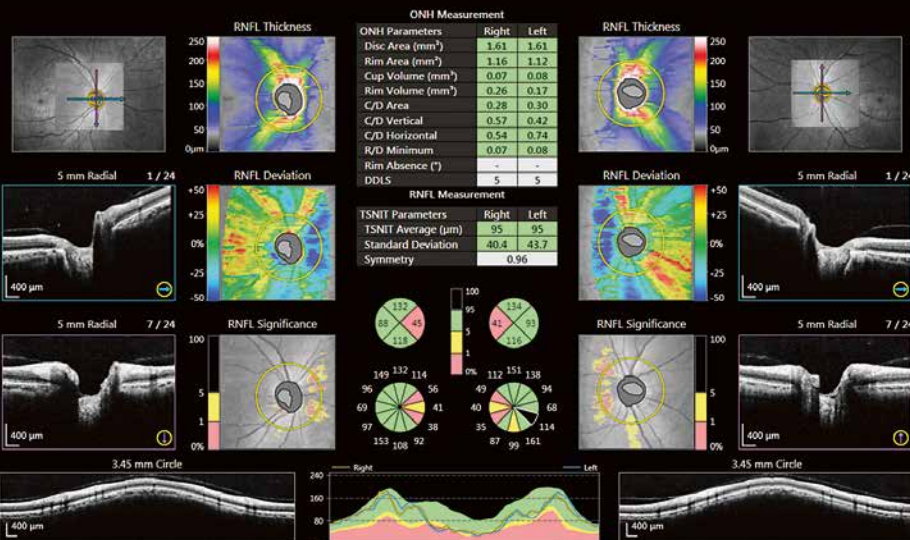 ONH Measurement
ONH Parameters Right Left
Disc Area (mm³) 1.61 1.61
Rim Area (mm³) 1.16 1.12
Cup Volume (mm³) 0.07 0.08
Rim Volume (mm³) 0.26 0.17
C/D Area 0.28 0.30
C/D Vertical 0.57 0.42
C/D Horizontal 0.54 0.74
R/D Minimum 0.07 0.08
Rim Absence (°) - -
DDLS 5 5
RNFL Measurement
TSNIT Parameters Right Left
TSNIT Average (µm) 95 95
Standard Deviation 40.4 43.7
Symmetry 0.96
RNFL Thickness
250
200
150
100
50
0µm
RNFL Thickness
250
200
150
100
50
0µm
5 mm Radial 1 / 24
400 µm
RNFL Deviation
+50
+25
0%
-25
-50
RNFL Deviation
+50
+25
0%
-25
-50
5 mm Radial 1 / 24
400 µm
132
88 45
118
100
95
5
1
0%
134
41 93
116
5 mm Radial 7 / 24
400 µm
RNFL Significance
5
1
0%
149 132 114
96 56
69 41
97 38
153 108 92
112 151 138
49 94
40 68
35 114
87 99 161
RNFL Significance
5
1
0%
5 mm Radial 7 / 24
400 µm
3.45 mm Circle
400 µm
Right Left
240
160
80
3.45 mm Circle
400 µm